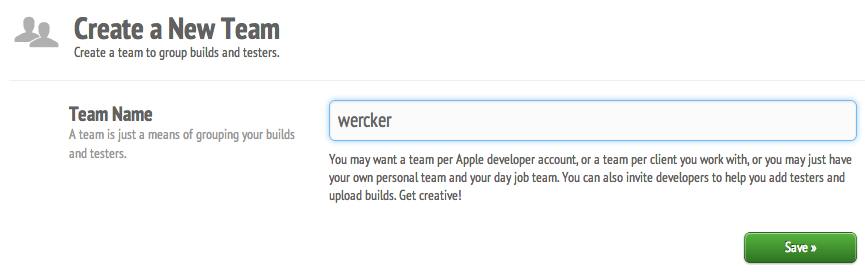 Create a New Team
Create a team to group builds and testers.
Team Name
A team is just a means of grouping your builds
and testers.
wercker
You may want a team per Apple developer account, or a team per client you work with, or you may just have
your own personal team and your day job team. You can also invite developers to help you add testers and
upload builds. Get creative!
Save »